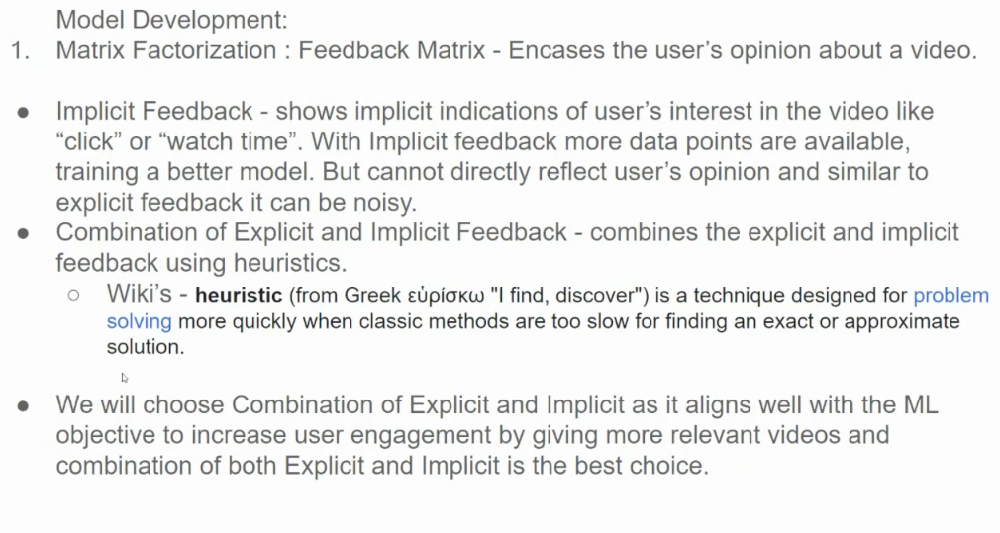 Model Development:
1. Matrix Factorization : Feedback Matrix - Encases the user's opinion about a video.
● Implicit Feedback - shows implicit indications of user's interest in the video like
“click” or “watch time”. With Implicit feedback more data points are available,
training a better model. But cannot directly reflect user's opinion and similar to
explicit feedback it can be noisy.
● Combination of Explicit and Implicit Feedback - combines the explicit and implicit
feedback using heuristics.
○ Wiki's - heuristic (from Greek εὑρίσκω "I find, discover") is a technique designed for problem
solving more quickly when classic methods are too slow for finding an exact or approximate
solution.
● We will choose Combination of Explicit and Implicit as it aligns well with the ML
objective to increase user engagement by giving more relevant videos and
combination of both Explicit and Implicit is the best choice.